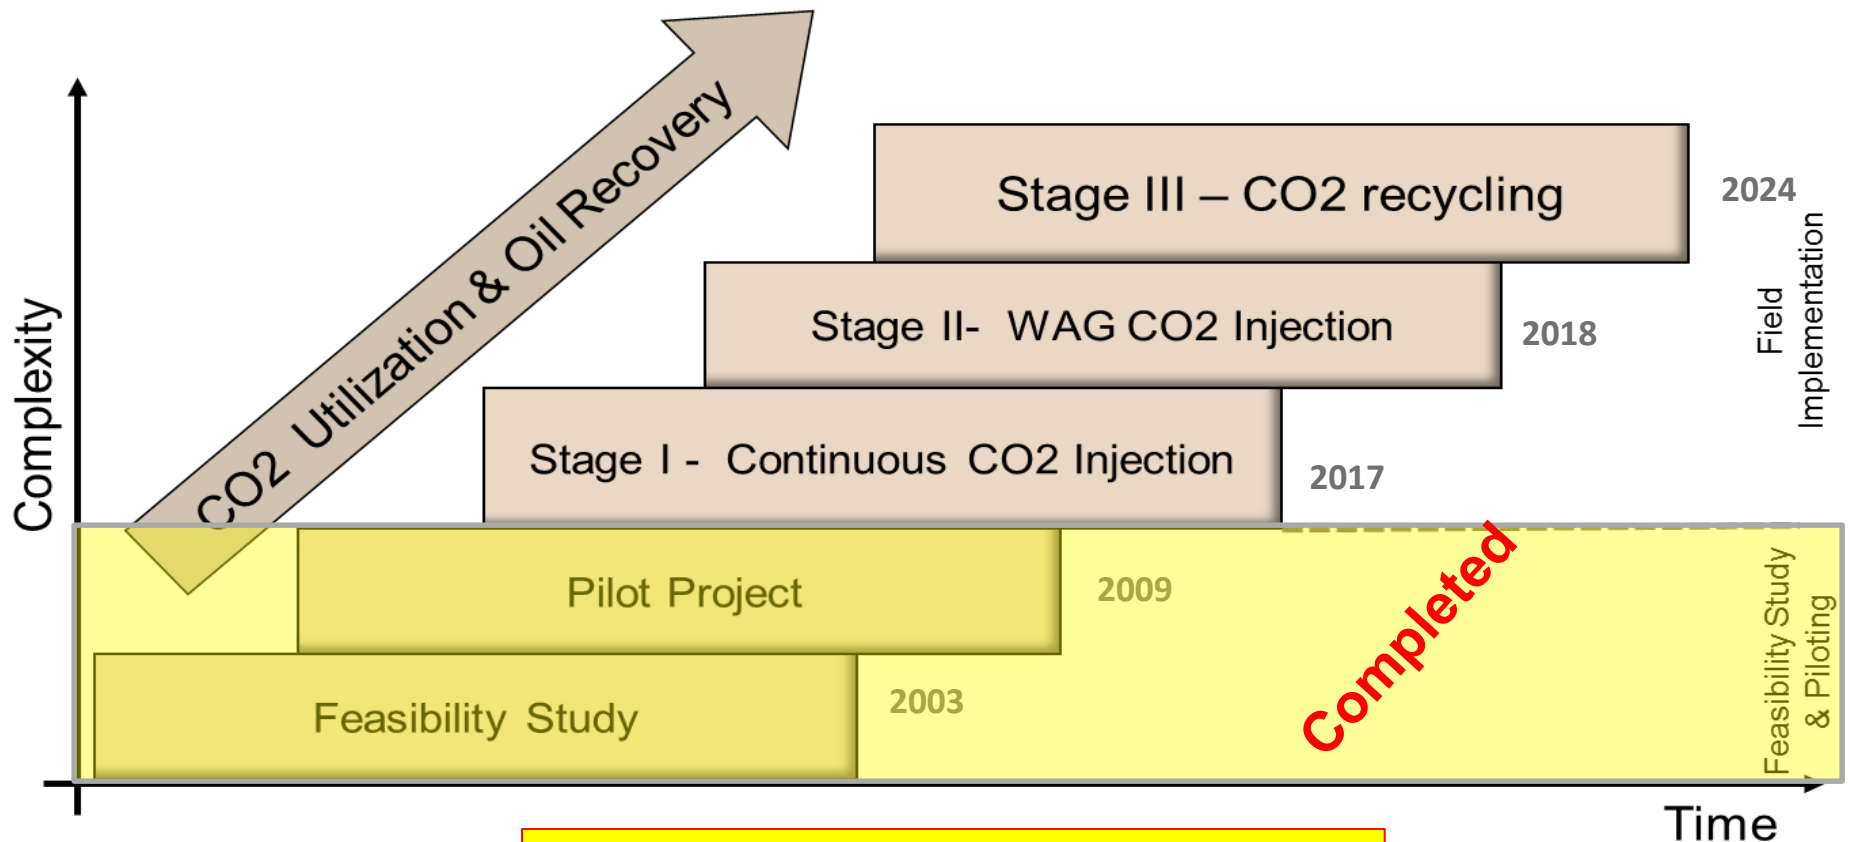 CO2 Utilization & Oil Recovery
Complexity
Stage III – CO2 recycling
2024
Stage II- WAG CO2 Injection
2018
Stage I - Continuous CO2 Injection
2017
Field
Implementation
Pilot Project
2009
Feasibility Study
2003
Completed
Feasibility Study
& Piloting
Time